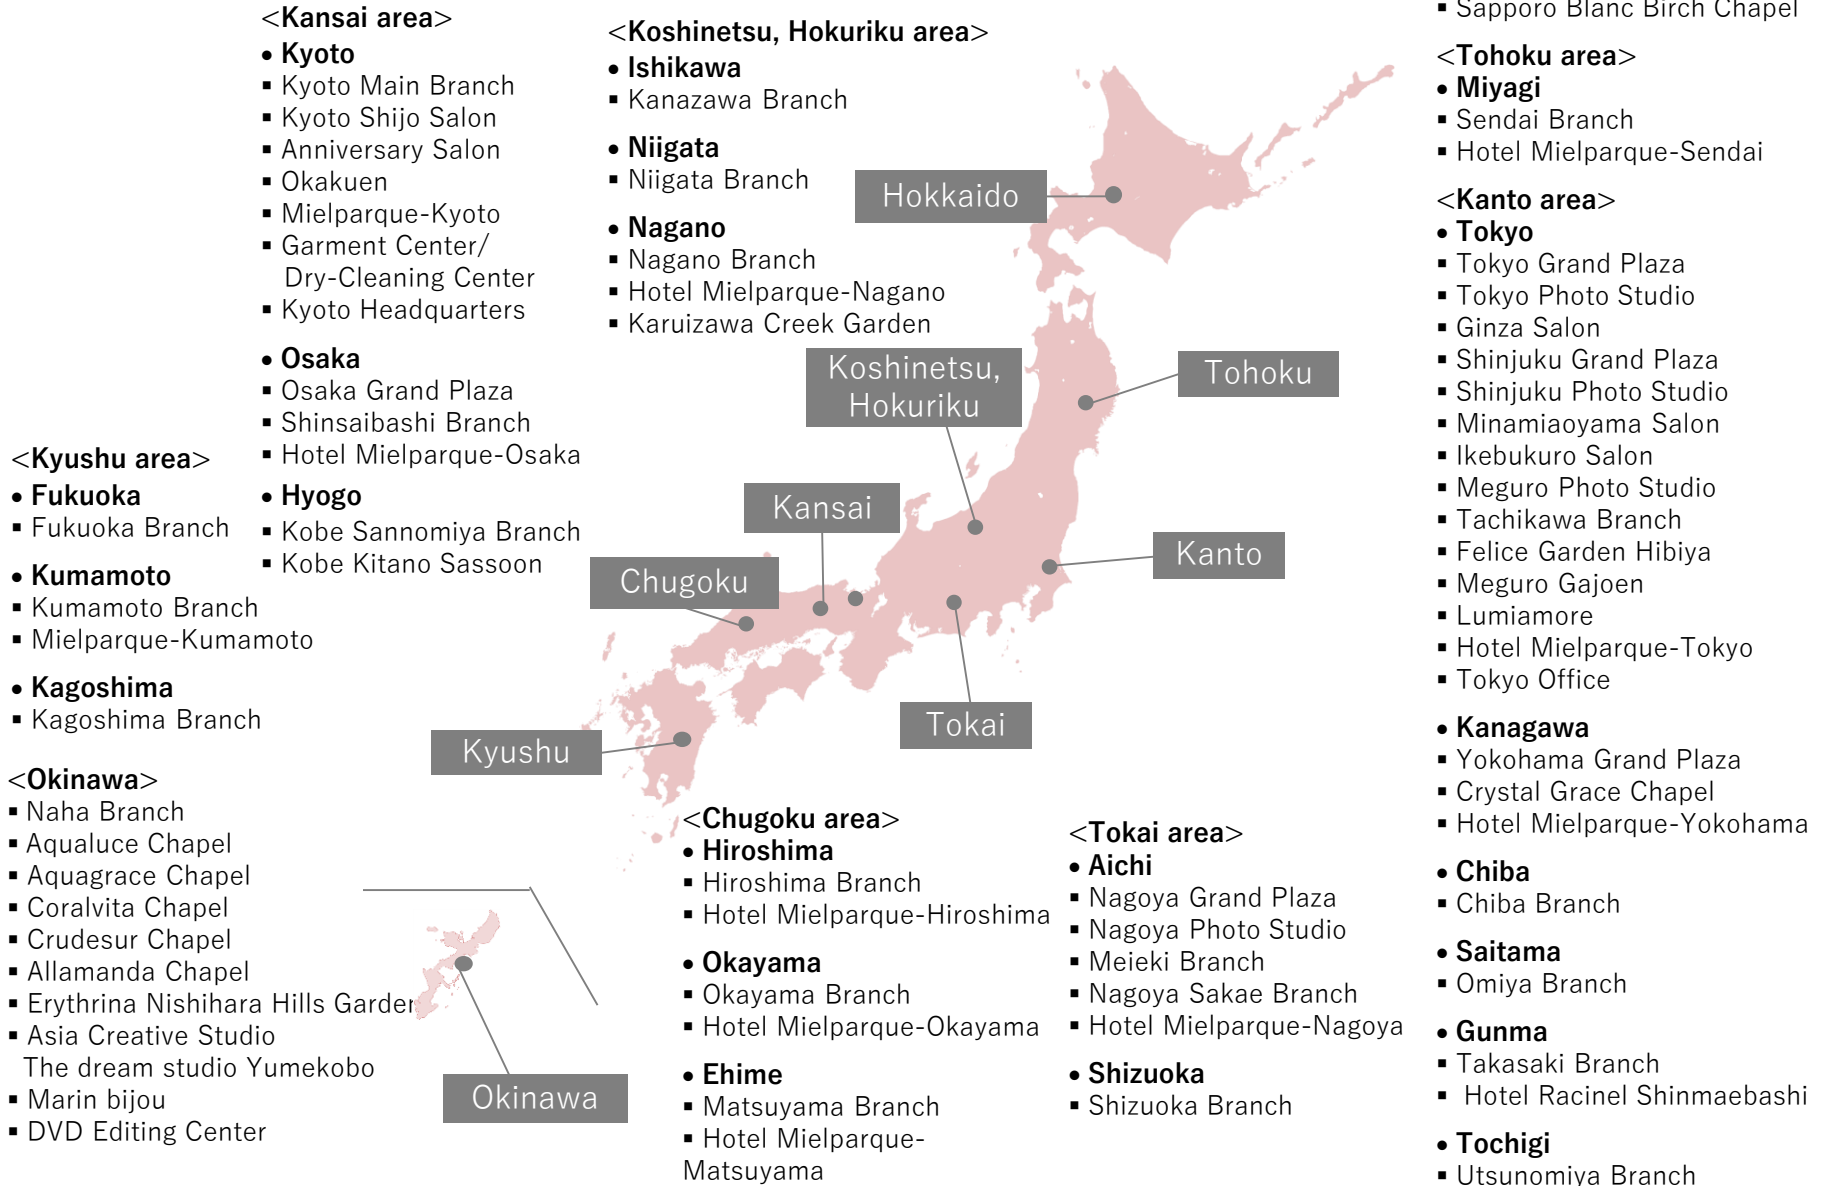 <Kansai area>
• Kyoto
▪ Kyoto Main Branch
▪ Kyoto Shijo Salon
▪ Anniversary Salon
▪ Okakuen
▪ Mielparque-Kyoto
▪ Garment Center/
Dry-Cleaning Center
▪ Kyoto Headquarters
• Osaka
▪ Osaka Grand Plaza
▪ Shinsaibashi Branch
▪ Hotel Mielparque-Osaka
• Hyogo
▪ Kobe Sannomiya Branch
▪ Kobe Kitano Sassoon
<Koshinetsu, Hokuriku area>
• Ishikawa
▪ Kanazawa Branch
• Niigata
▪ Niigata Branch
• Nagano
▪ Nagano Branch
▪ Hotel Mielparque-Nagano
▪ Karuizawa Creek Garden
<Kyushu area>
• Fukuoka
▪ Fukuoka Branch
• Kumamoto
▪ Kumamoto Branch
▪ Mielparque-Kumamoto
• Kagoshima
▪ Kagoshima Branch
<Okinawa>
▪ Naha Branch
▪ Aqualuce Chapel
▪ Aquagrace Chapel
▪ Coralvita Chapel
▪ Crudesur Chapel
▪ Allamanda Chapel
▪ Erythrina Nishihara Hills Garden
▪ Asia Creative Studio
The dream studio Yumekobo
▪ Marin bijou
▪ DVD Editing Center
Hokkaido
Koshinetsu,
Hokuriku
Tohoku
Kansai
Kanto
Chugoku
Tokai
Kyushu
Okinawa
<Chugoku area>
• Hiroshima
▪ Hiroshima Branch
▪ Hotel Mielparque-Hiroshima
• Okayama
▪ Okayama Branch
▪ Hotel Mielparque-Okayama
• Ehime
▪ Matsuyama Branch
▪ Hotel Mielparque-
Matsuyama
<Tokai area>
• Aichi
▪ Nagoya Grand Plaza
▪ Nagoya Photo Studio
▪ Meieki Branch
▪ Nagoya Sakae Branch
▪ Hotel Mielparque-Nagoya
• Shizuoka
▪ Shizuoka Branch
▪ Sapporo Blanc Birch Chapel
<Tohoku area>
• Miyagi
▪ Sendai Branch
▪ Hotel Mielparque-Sendai
<Kanto area>
• Tokyo
▪ Tokyo Grand Plaza
▪ Tokyo Photo Studio
▪ Ginza Salon
▪ Shinjuku Grand Plaza
▪ Shinjuku Photo Studio
▪ Minamiaoyama Salon
▪ Ikebukuro Salon
▪ Meguro Photo Studio
▪ Tachikawa Branch
▪ Felice Garden Hibiya
▪ Meguro Gajoen
▪ Lumiamore
▪ Hotel Mielparque-Tokyo
▪ Tokyo Office
• Kanagawa
▪ Yokohama Grand Plaza
▪ Crystal Grace Chapel
▪ Hotel Mielparque-Yokohama
• Chiba
▪ Chiba Branch
• Saitama
▪ Omiya Branch
• Gunma
▪ Takasaki Branch
▪ Hotel Racinel Shinmaebashi
• Tochigi
▪ Utsunomiya Branch